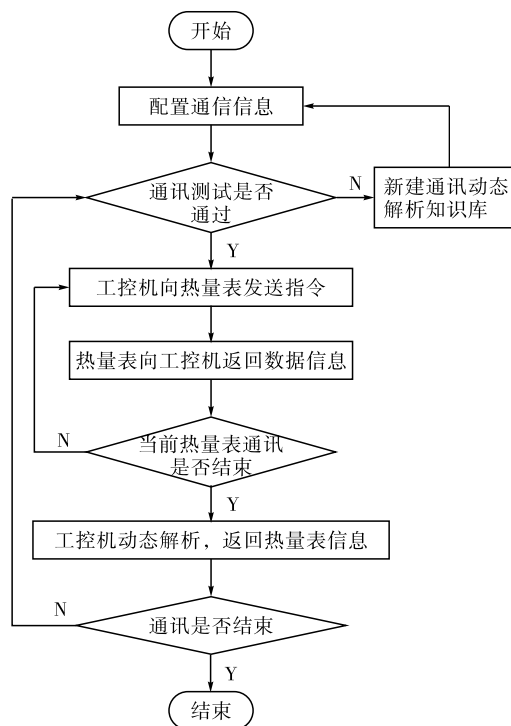 开始
配置通信信息
通讯测试是否
通过
N
新建通讯动态
解析知识库
Y
工控机向热量表发送指令
热量表向工控机返回数据信息
当前热量表通讯
是否结束
N
Y
工控机动态解析，返回热量表信息
通讯是否结束
N
Y
结束